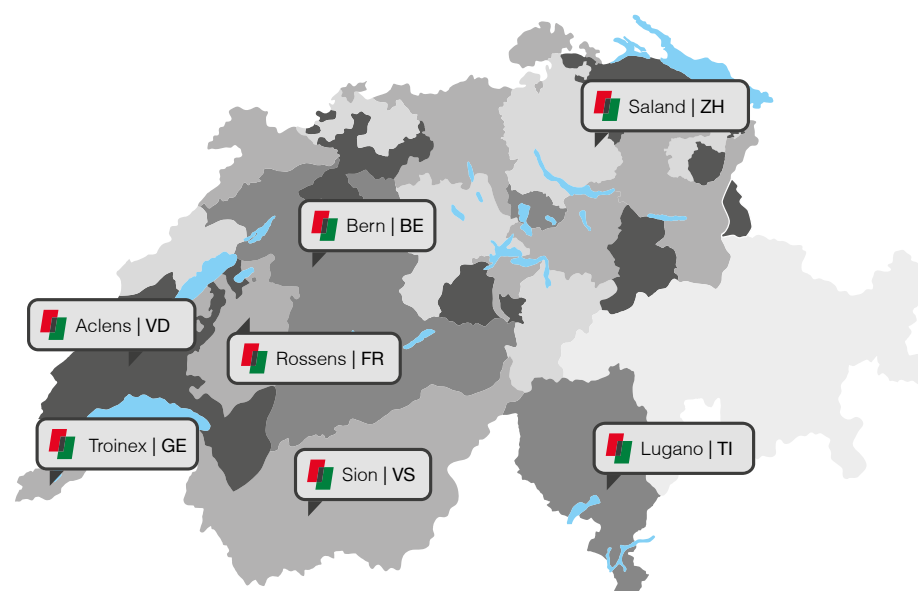 Saland | ZH
Bern | BE
Aclens | VD
Rossens | FR
Troinex | GE
Sion | VS
Lugano | TI